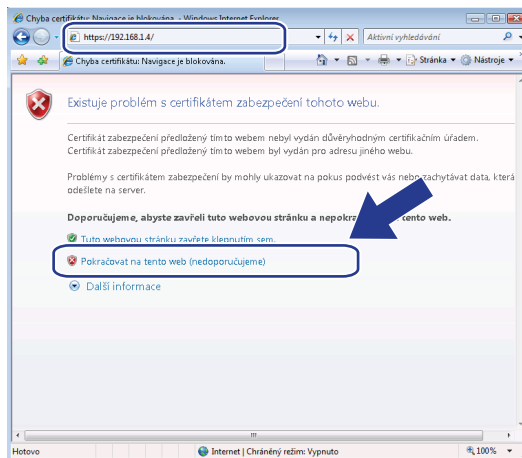 Chyba certifikátu: Navigace je blokována. - Windows Internet Explorer
https://192.168.1.4/
Aktivní vyhledávání
Chyba certifikátu: Navigace je blokována.
Stránka
Nástroje
Existuje problém s certifikátem zabezpečení tohoto webu.
Certifikát zabezpečení předložený tímto webem nebyl vydán důvěryhodným certifikačním úřadem.
Certifikát zabezpečení předložený tímto webem byl vydán pro adresu jiného webu.
Problémy s certifikátem zabezpečení by mohly ukazovat na pokus podvést vás nebo zachytávat data, která
odešlete na server.
Doporučujeme, abyste zavřeli tuto webovou stránku a nepokra tento web.
Tuto webovou stránku zavřete klepnutím sem.
Pokračovat na tento web (nedoporučujeme)
Další informace
Hotovo
Internet | Chráněný režim: Vypnuto
100%